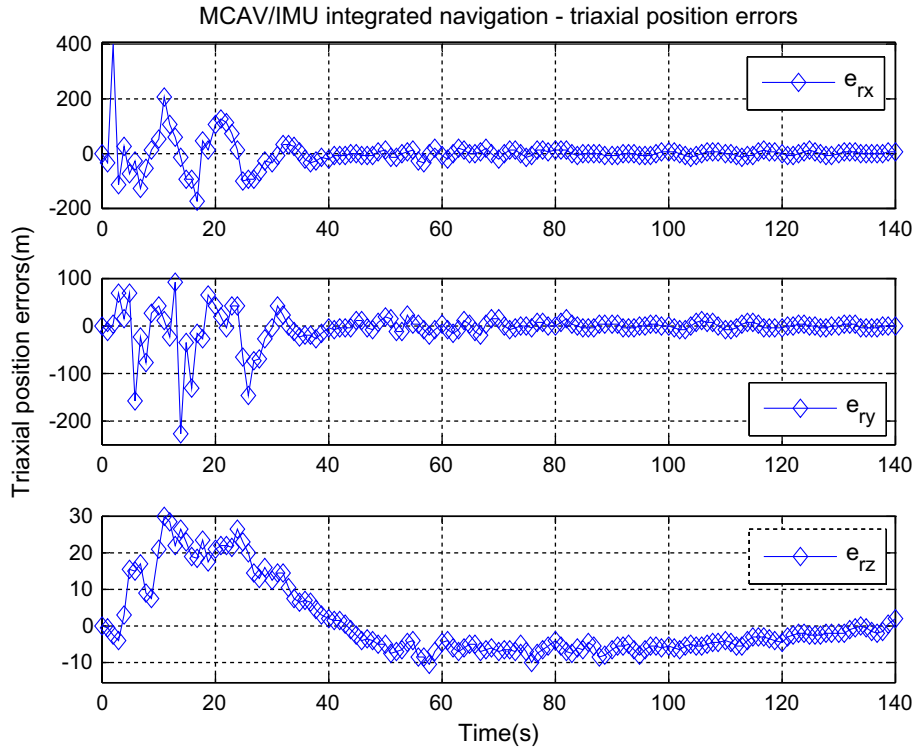 MCAV/IMU integrated navigation - triaxial position errors
Triaxial position errors(m)
400
200
0
-200
0 20 40 60 80 100 120 140
e_rx
100
0
-100
-200
0 20 40 60 80 100 120 140
e_ry
30
20
10
0
-10
0 20 40 60 80 100 120 140
e_rz
Time(s)